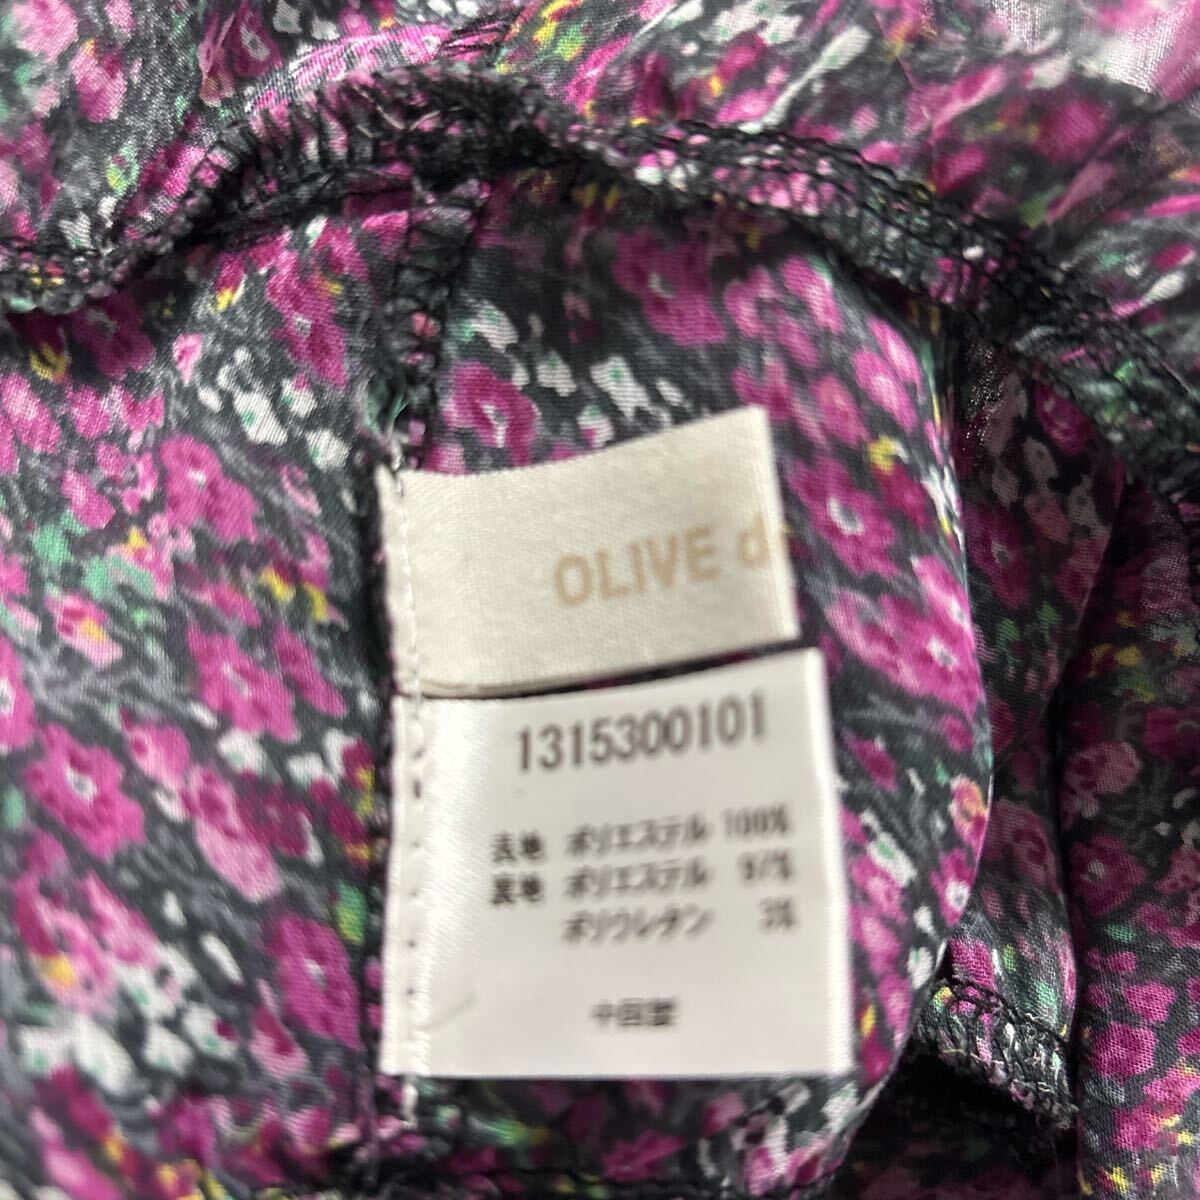 OLIVE d
1315300101
表地 ポリエステル 100%
裏地 ポリエステル 97%
ポリウレタン 3%
中国製